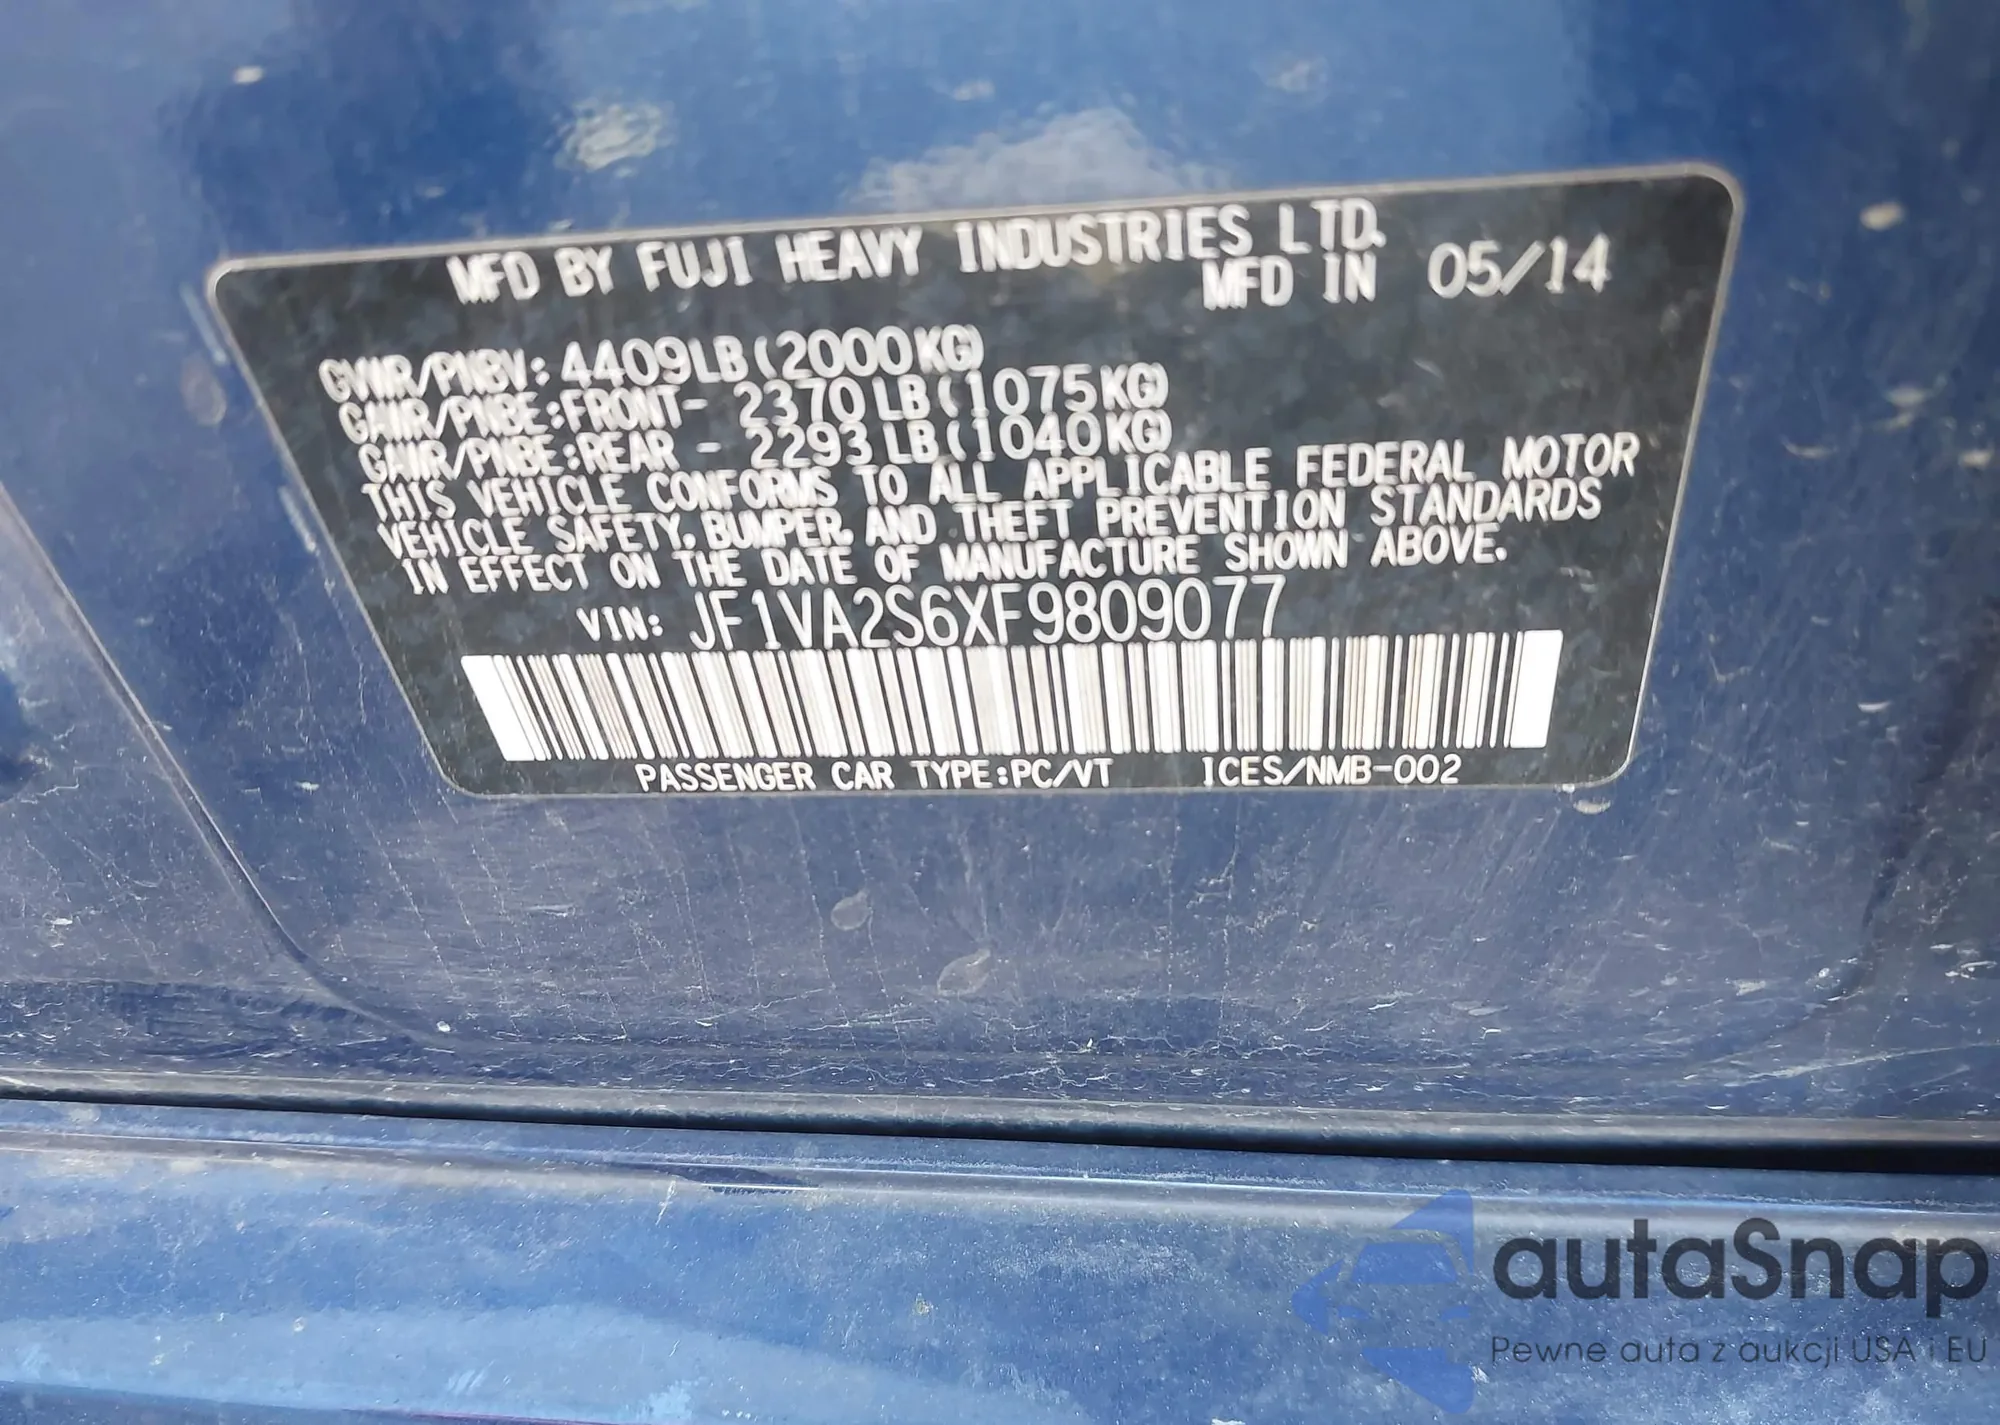 MFD BY FUJI HEAVY INDUSTRIES LTD.
MFD IN 05/14
GVWR/PNBV: 4409LB(2000KG)
GAWR/PNBE:FRONT- 2370LB(1075KG)
GAWR/PNBE:REAR - 2293LB(1040KG)
THIS VEHICLE CONFORMS TO ALL APPLICABLE FEDERAL MOTOR
VEHICLE SAFETY, BUMPER, AND THEFT PREVENTION STANDARDS
IN EFFECT ON THE DATE OF MANUFACTURE SHOWN ABOVE.
VIN: JF1VA2S6XF9809077
PASSENGER CAR TYPE:PC/VT ICES/NMB-002
autaSnap
Pewne auta z aukcji USA i EU